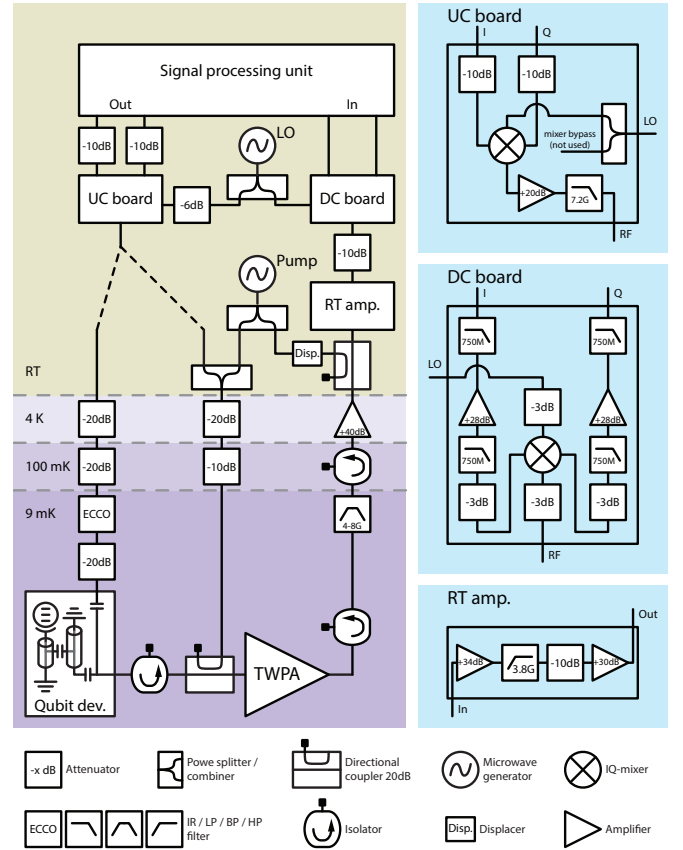 Signal processing unit
Out
In
-10dB
-10dB
LO
UC board
-6dB
DC board
-10dB
Pump
RT amp.
Disp.
RT
4 K
-20dB
-20dB
+40dB
100 mK
-20dB
-10dB
9 mK
ECCO
4-8G
-20dB
TWPA
Qubit dev.
UC board
I
Q
-10dB
-10dB
LO
mixer bypass
(not used)
+20dB
7.2G
RF
DC board
I
Q
750M
750M
LO
-3dB
+28dB
+28dB
750M
750M
-3dB
-3dB
-3dB
RF
RT amp.
Out
+34dB
3.8G
-10dB
+30dB
In
-x dB
Attenuator
Powe splitter /
combiner
Directional
coupler 20dB
Microwave
generator
IQ-mixer
ECCO
IR / LP / BP / HP
filter
Isolator
Disp.
Displacer
Amplifier